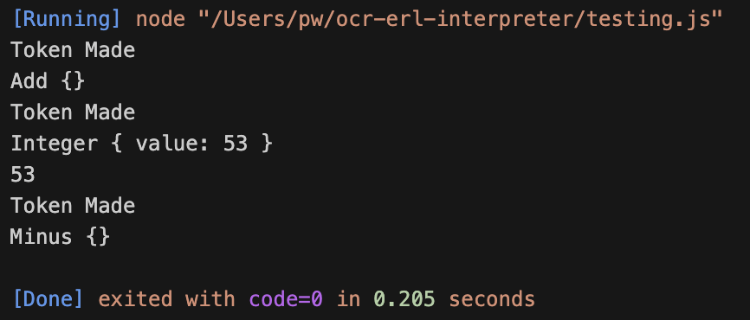 [Running] node "/Users/pw/ocr-erl-interpreter/testing.js"
Token Made
Add {}
Token Made
Integer { value: 53 }
53
Token Made
Minus {}
[Done] exited with code=0 in 0.205 seconds